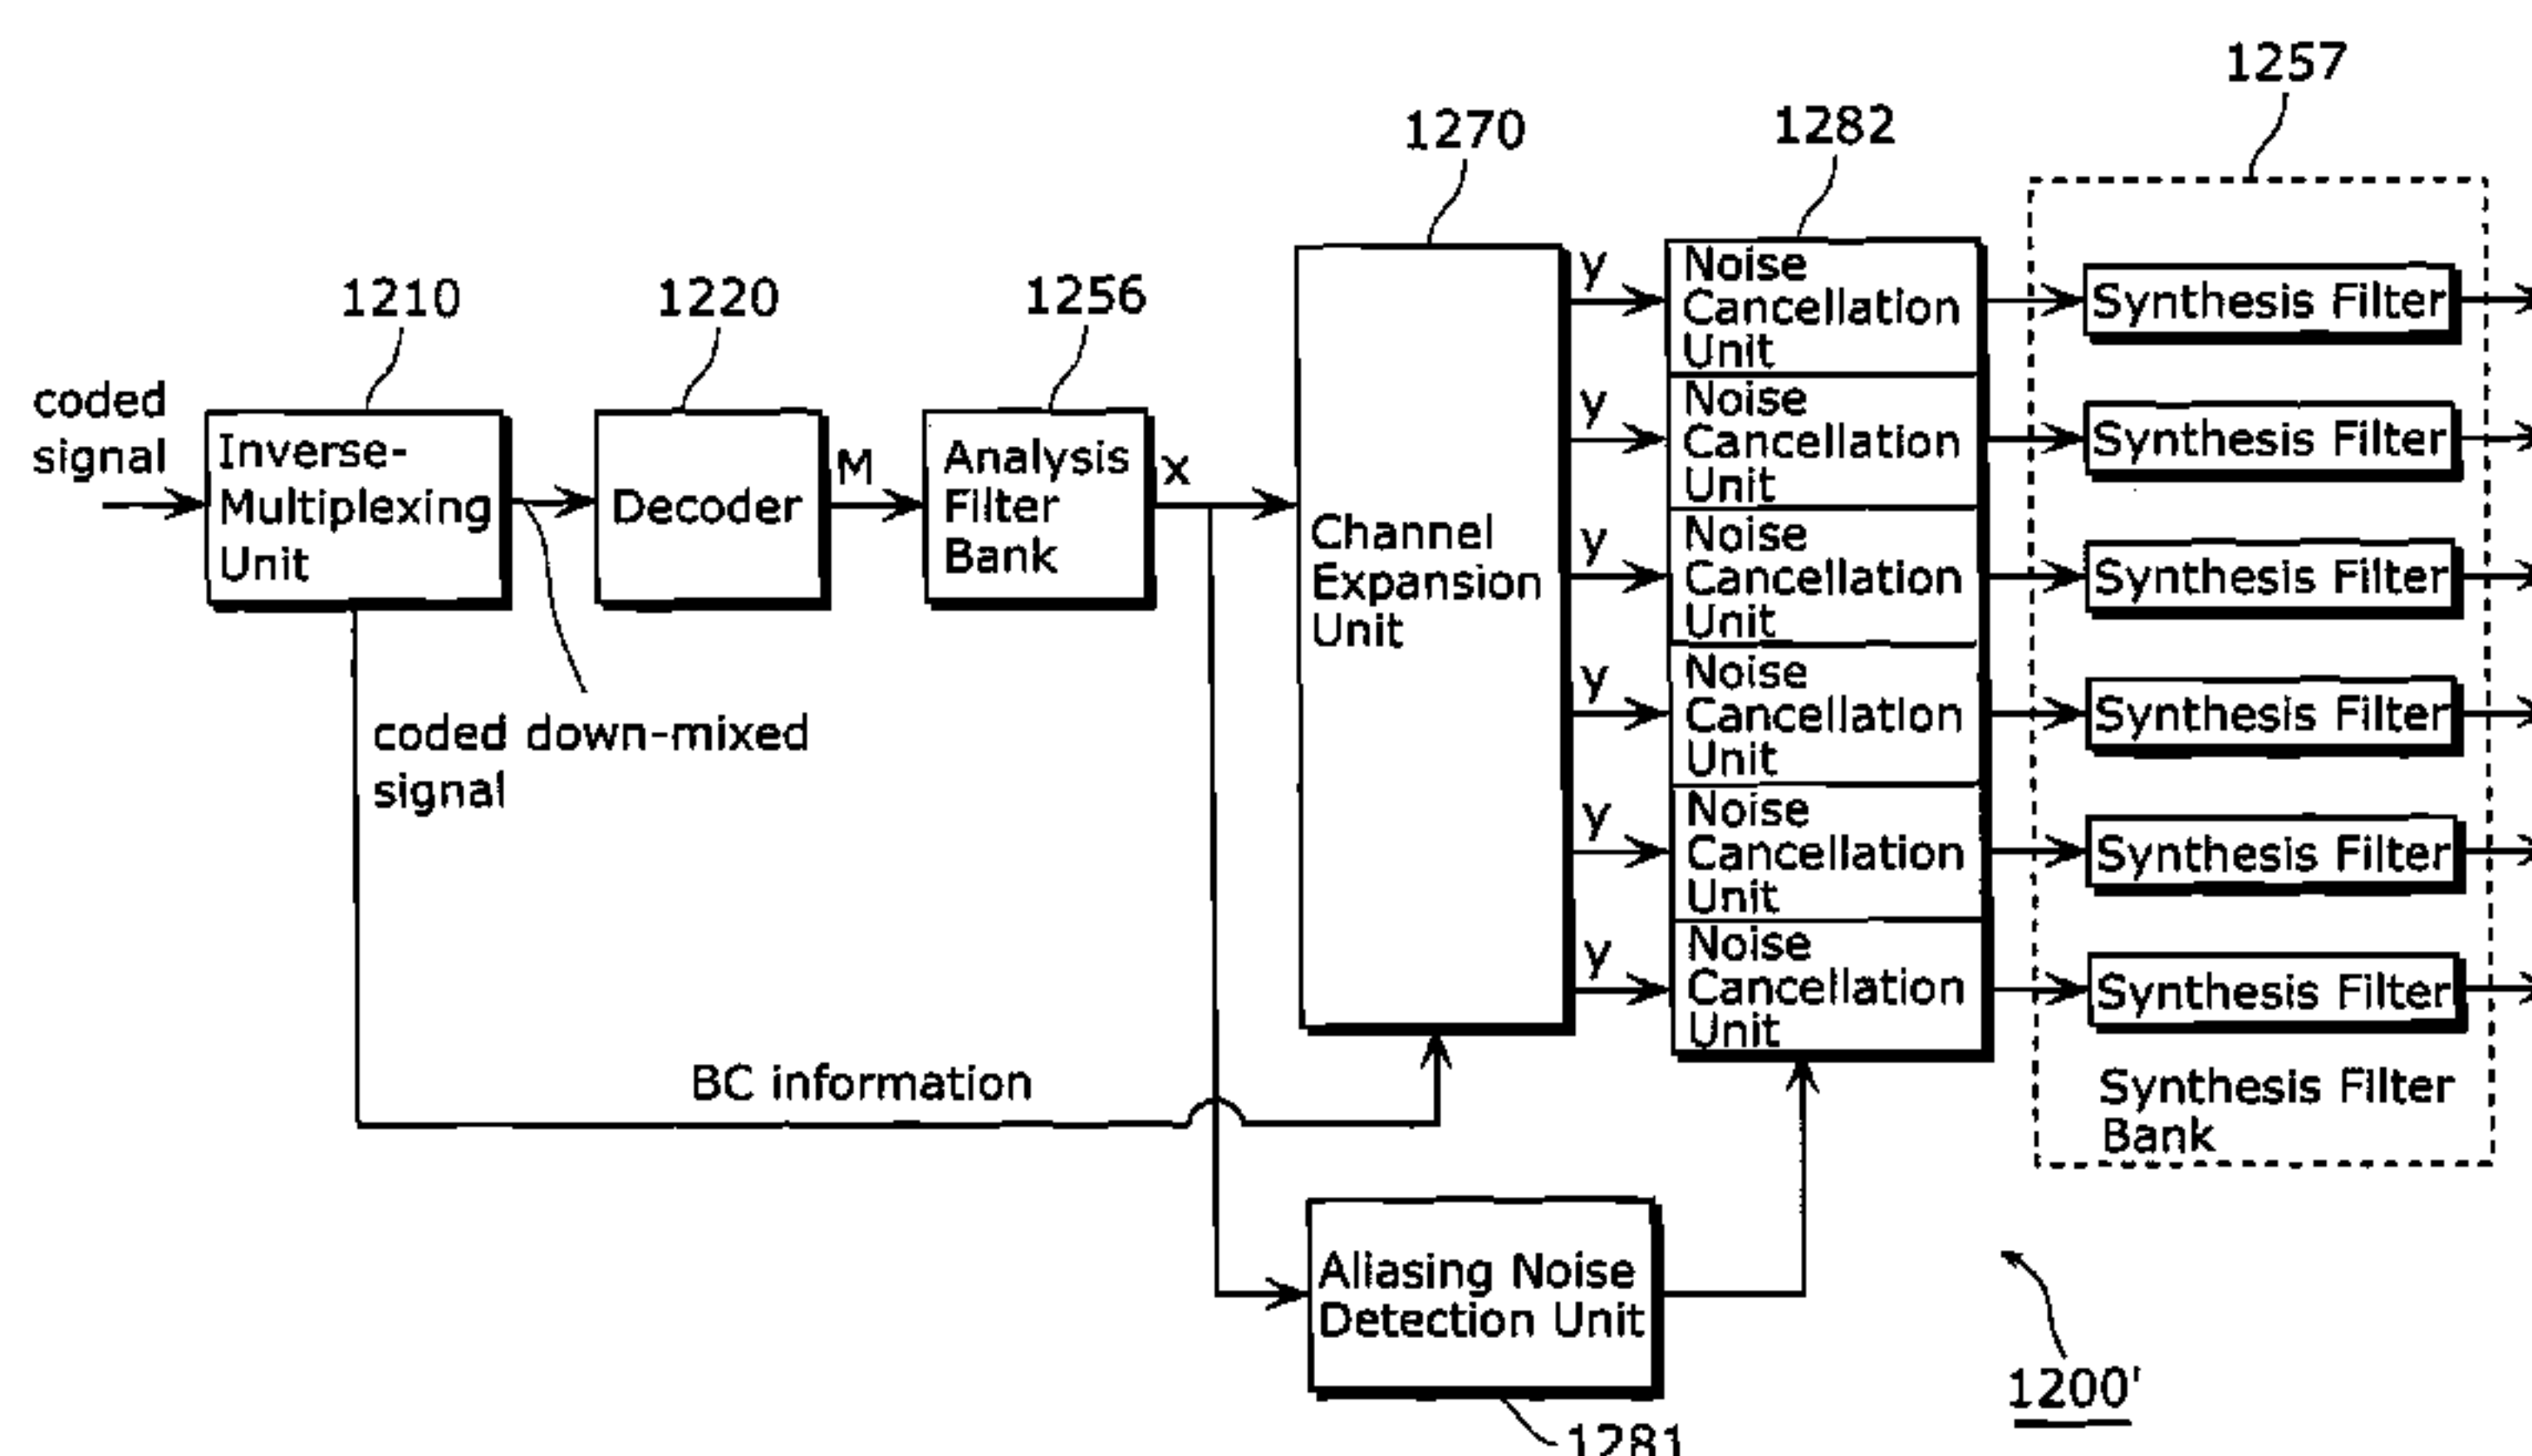 1257
1270
1282
1210
1220
1256
coded
signal
Inverse-
Multiplexing
Unit
Decoder
M
Analysis
Filter
Bank
x
Channel
Expansion
Unit
y
y
y
y
y
y
Noise
Cancellation
Unit
Noise
Cancellation
Unit
Noise
Cancellation
Unit
Noise
Cancellation
Unit
Noise
Cancellation
Unit
Noise
Cancellation
Unit
Synthesis Filter
Synthesis Filter
Synthesis Filter
Synthesis Filter
Synthesis Filter
Synthesis Filter
Synthesis Filter
Bank
coded down-mixed
signal
BC information
Aliasing Noise
Detection Unit
1200'
1281